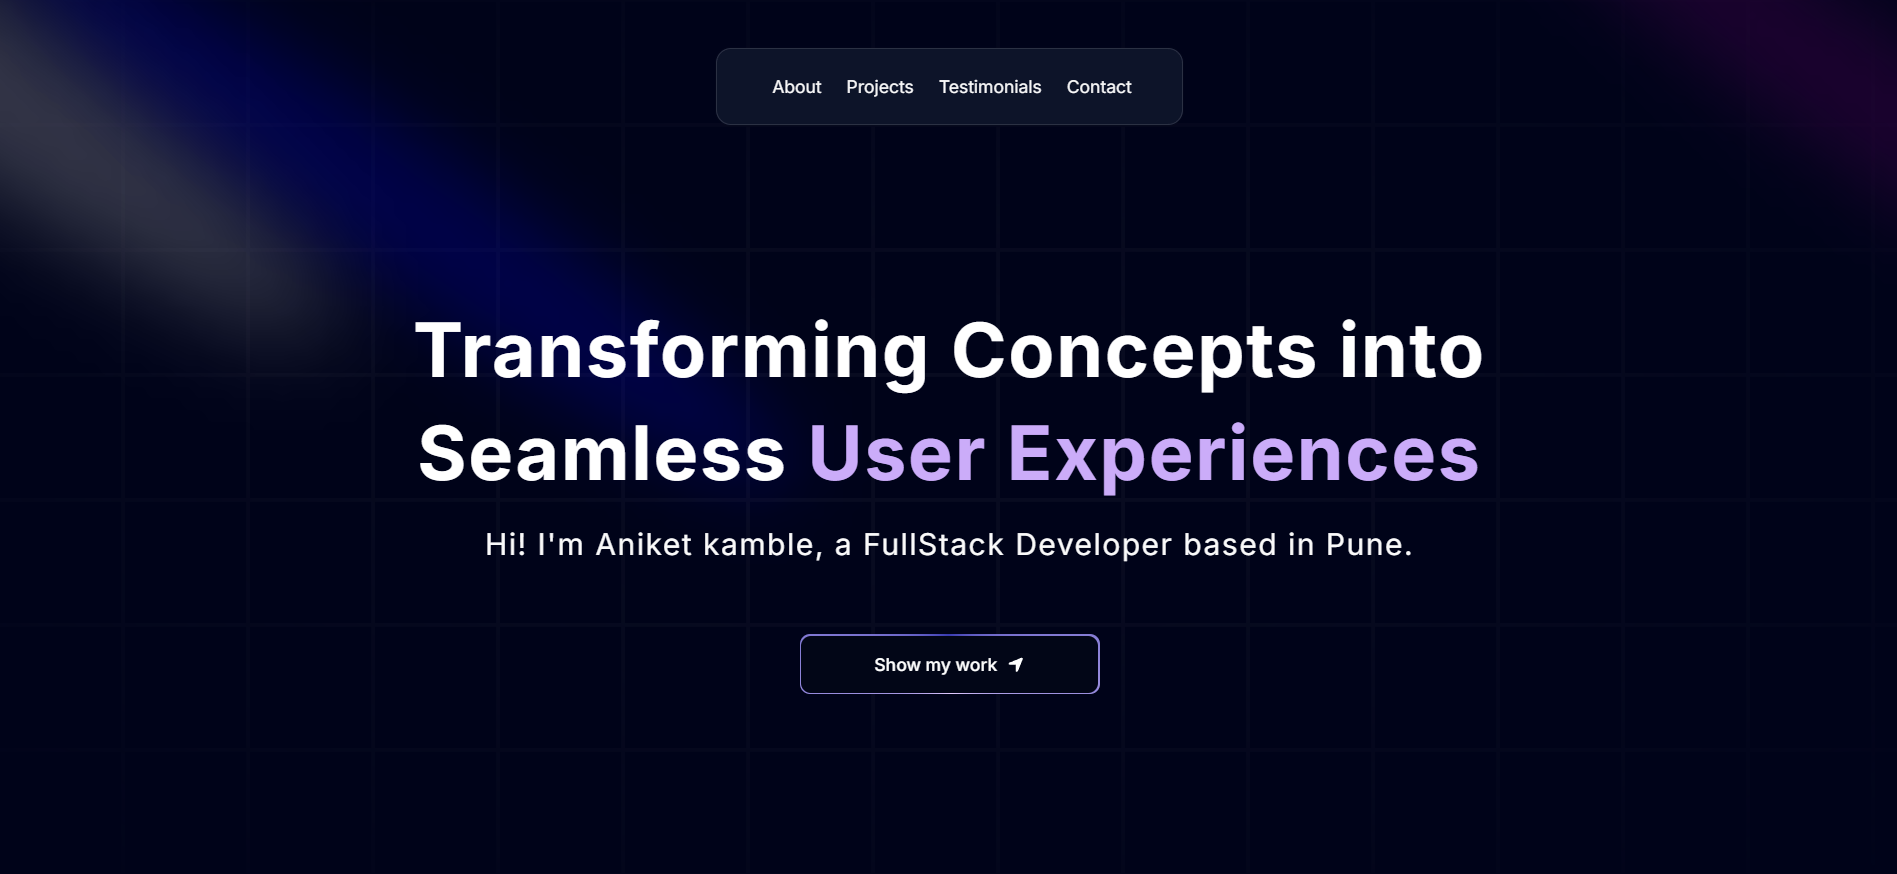 About Projects Testimonials Contact
Transforming Concepts into
Seamless User Experiences
Hi! I'm Aniket kamble, a FullStack Developer based in Pune.
Show my work